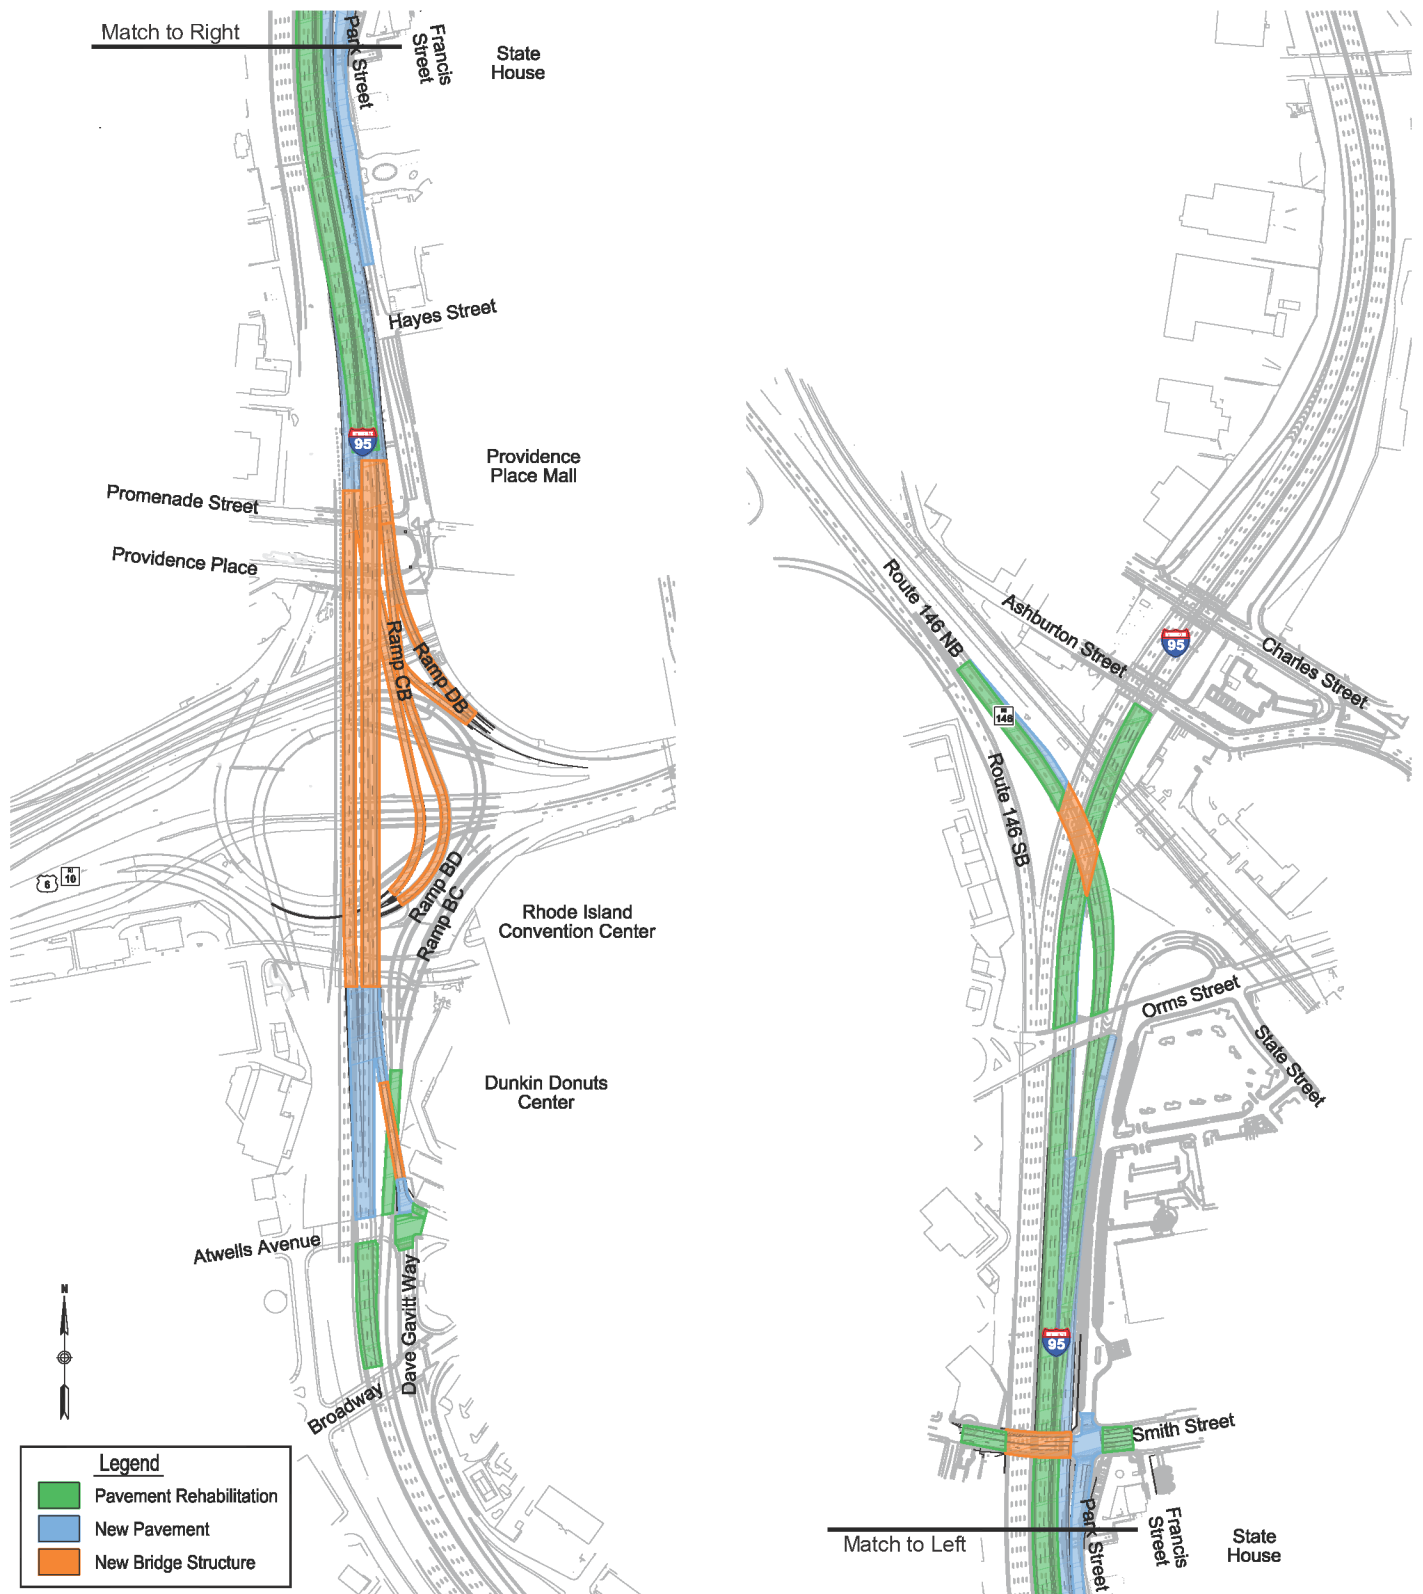 Match to Right
Park Street
Francis
Street
State
House
Hayes Street
95
Providence
Place Mall
Promenade Street
Providence Place
Ramp CB
Ramp DB
6
RI
10
Ramp BD
Ramp BC
Rhode Island
Convention Center
Dunkin Donuts
Center
Atwells Avenue
Dave Gavitt Way
Broadway
N
Legend
Pavement Rehabilitation
New Pavement
New Bridge Structure
Route 146 NB
Ashburton Street
95
Charles Street
RI
146
Route 146 SB
Orms Street
State Street
95
Smith Street
Park Street
Francis
Street
State
House
Match to Left